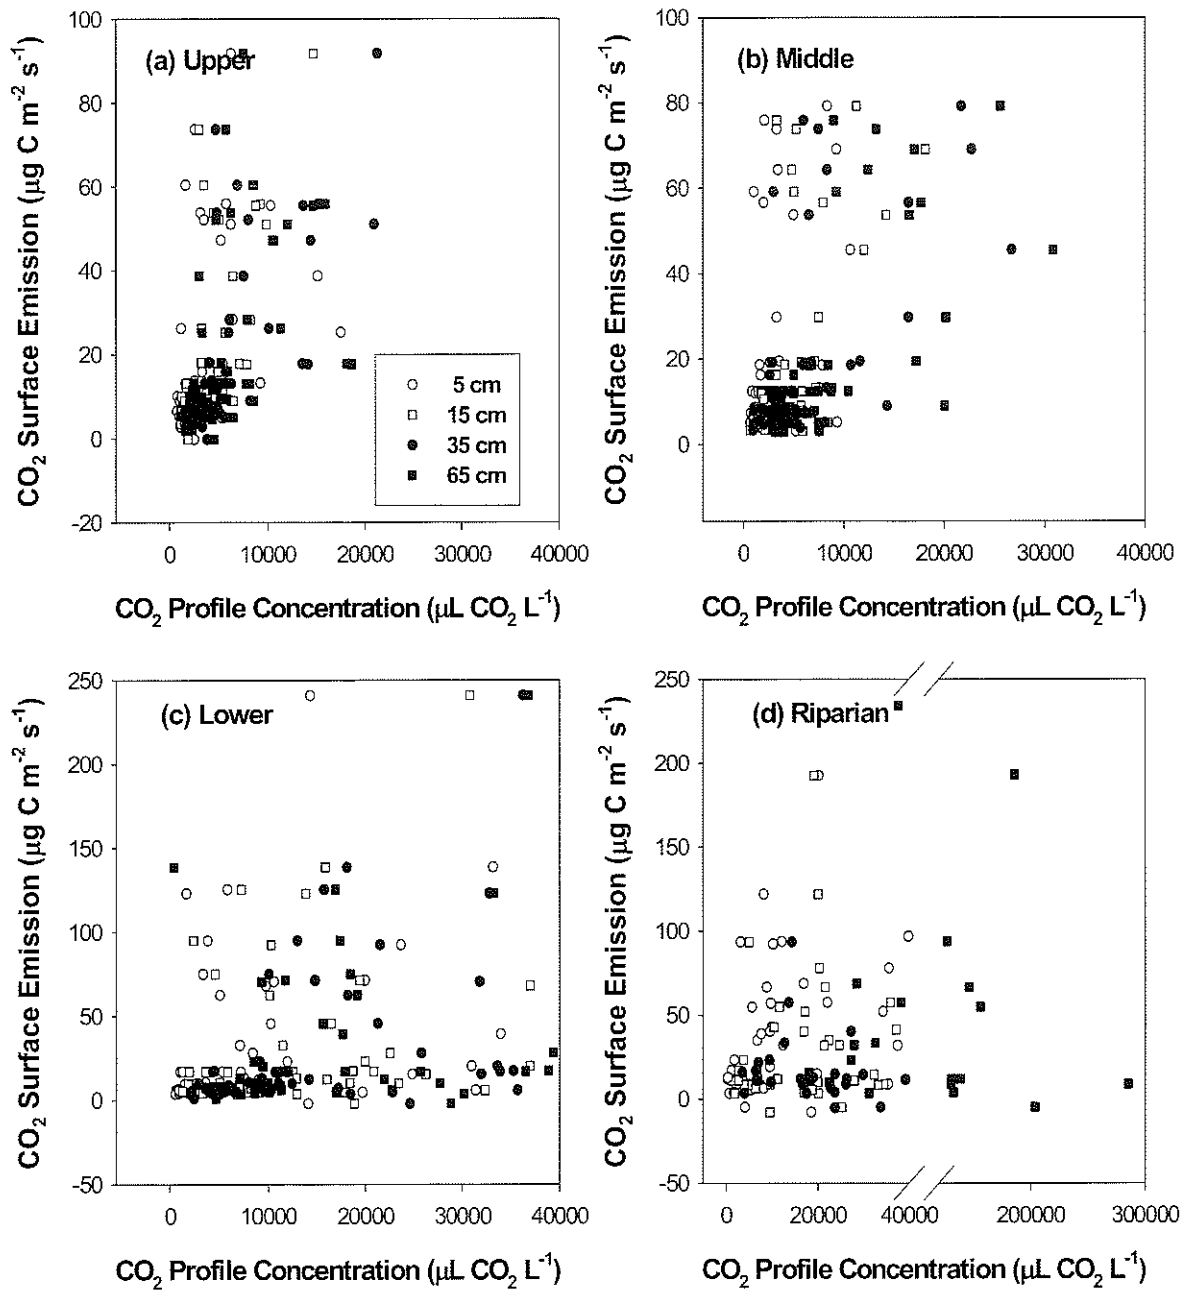 (a) Upper
100
80
60
40
20
0
-20
CO₂ Surface Emission (µg C m⁻² s⁻¹)
5 cm
15 cm
35 cm
65 cm
0 10000 20000 30000 40000
CO₂ Profile Concentration (µL CO₂ L⁻¹)
(b) Middle
100
80
60
40
20
0
CO₂ Surface Emission (µg C m⁻² s⁻¹)
0 10000 20000 30000 40000
CO₂ Profile Concentration (µL CO₂ L⁻¹)
(c) Lower
250
200
150
100
50
0
-50
CO₂ Surface Emission (µg C m⁻² s⁻¹)
0 10000 20000 30000 40000
CO₂ Profile Concentration (µL CO₂ L⁻¹)
(d) Riparian
250
200
150
100
50
0
-50
CO₂ Surface Emission (µg C m⁻² s⁻¹)
0 20000 40000 200000 300000
CO₂ Profile Concentration (µL CO₂ L⁻¹)